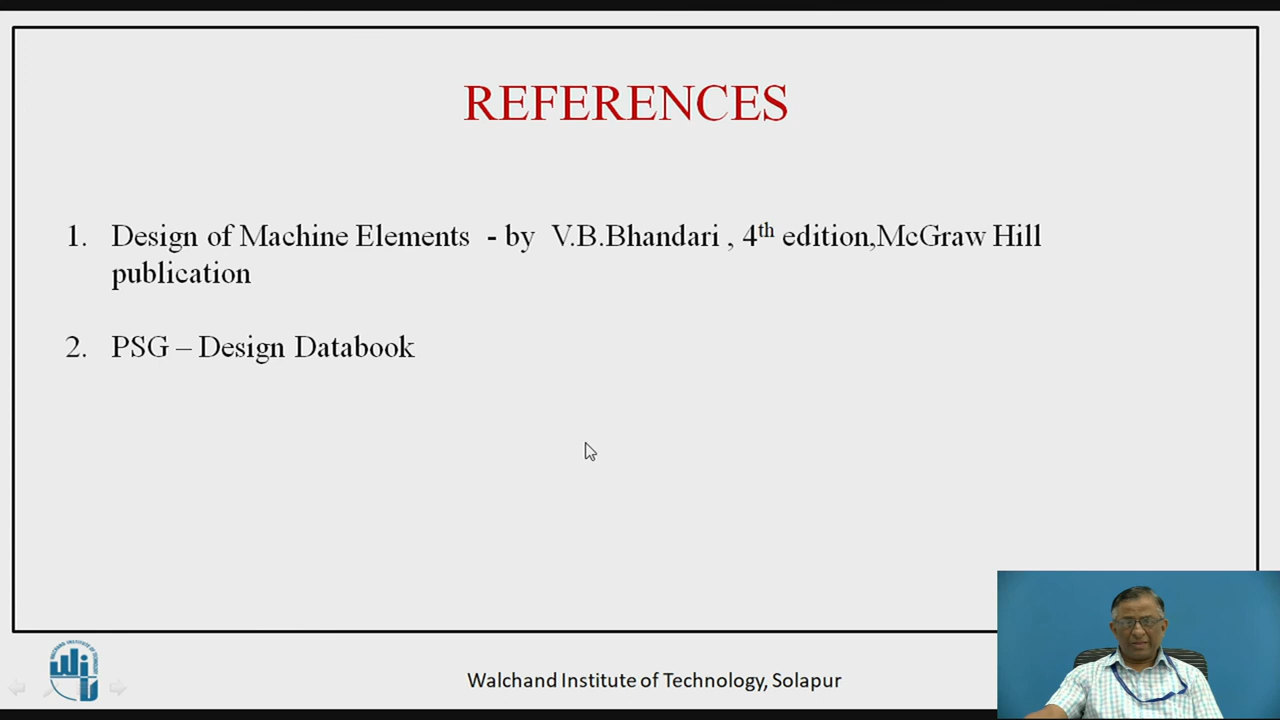 REFERENCES
1. Design of Machine Elements - by V.B.Bhandari , 4th edition,McGraw Hill
publication
2. PSG – Design Databook
Walchand Institute of Technology, Solapur